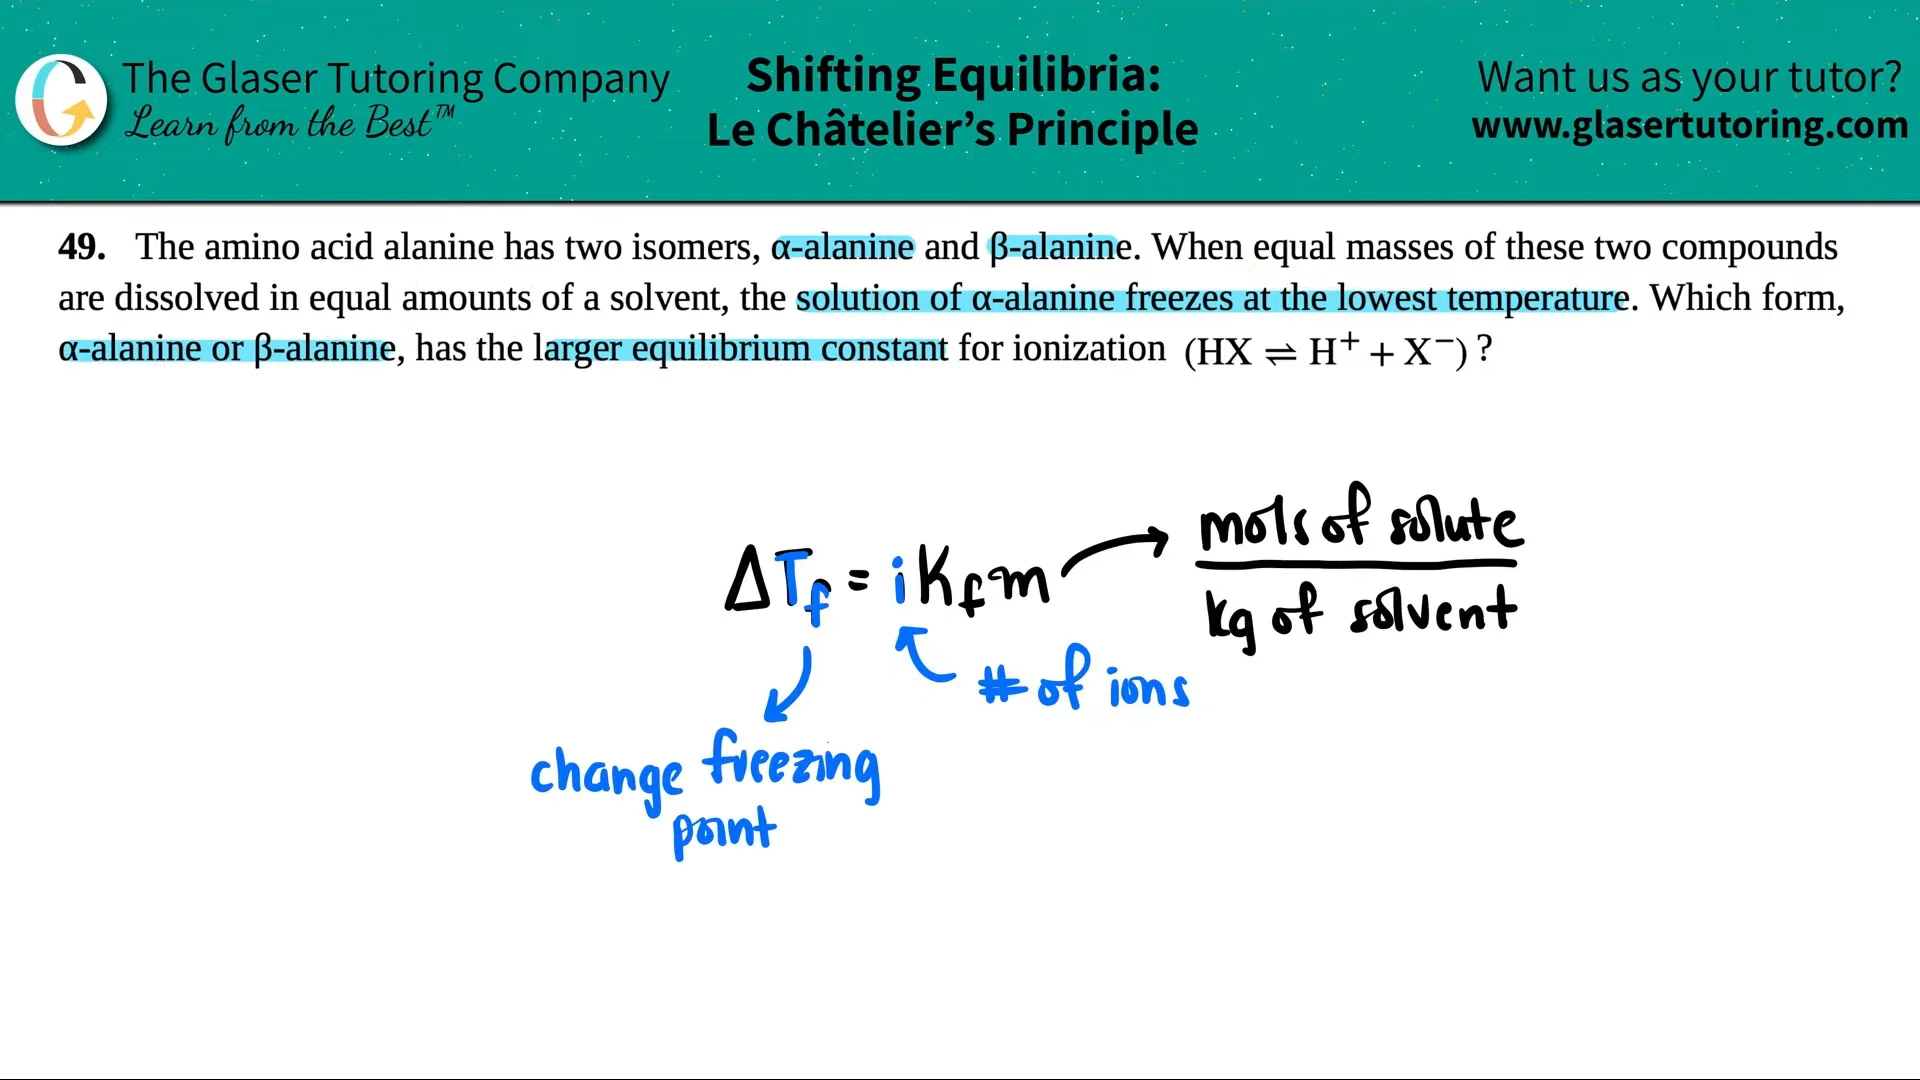 The Glaser Tutoring Company
Learn from the Best™
Shifting Equilibria:
Le Châtelier’s Principle
Want us as your tutor?
www.glasertutoring.com
49. The amino acid alanine has two isomers, α-alanine and β-alanine. When equal masses of these two compounds
are dissolved in equal amounts of a solvent, the solution of α-alanine freezes at the lowest temperature. Which form,
α-alanine or β-alanine, has the larger equilibrium constant for ionization (HX ⇌ H⁺ + X⁻)?
ΔTf = iKfm → mols of solute
kg of solvent
# of ions
change freezing
point